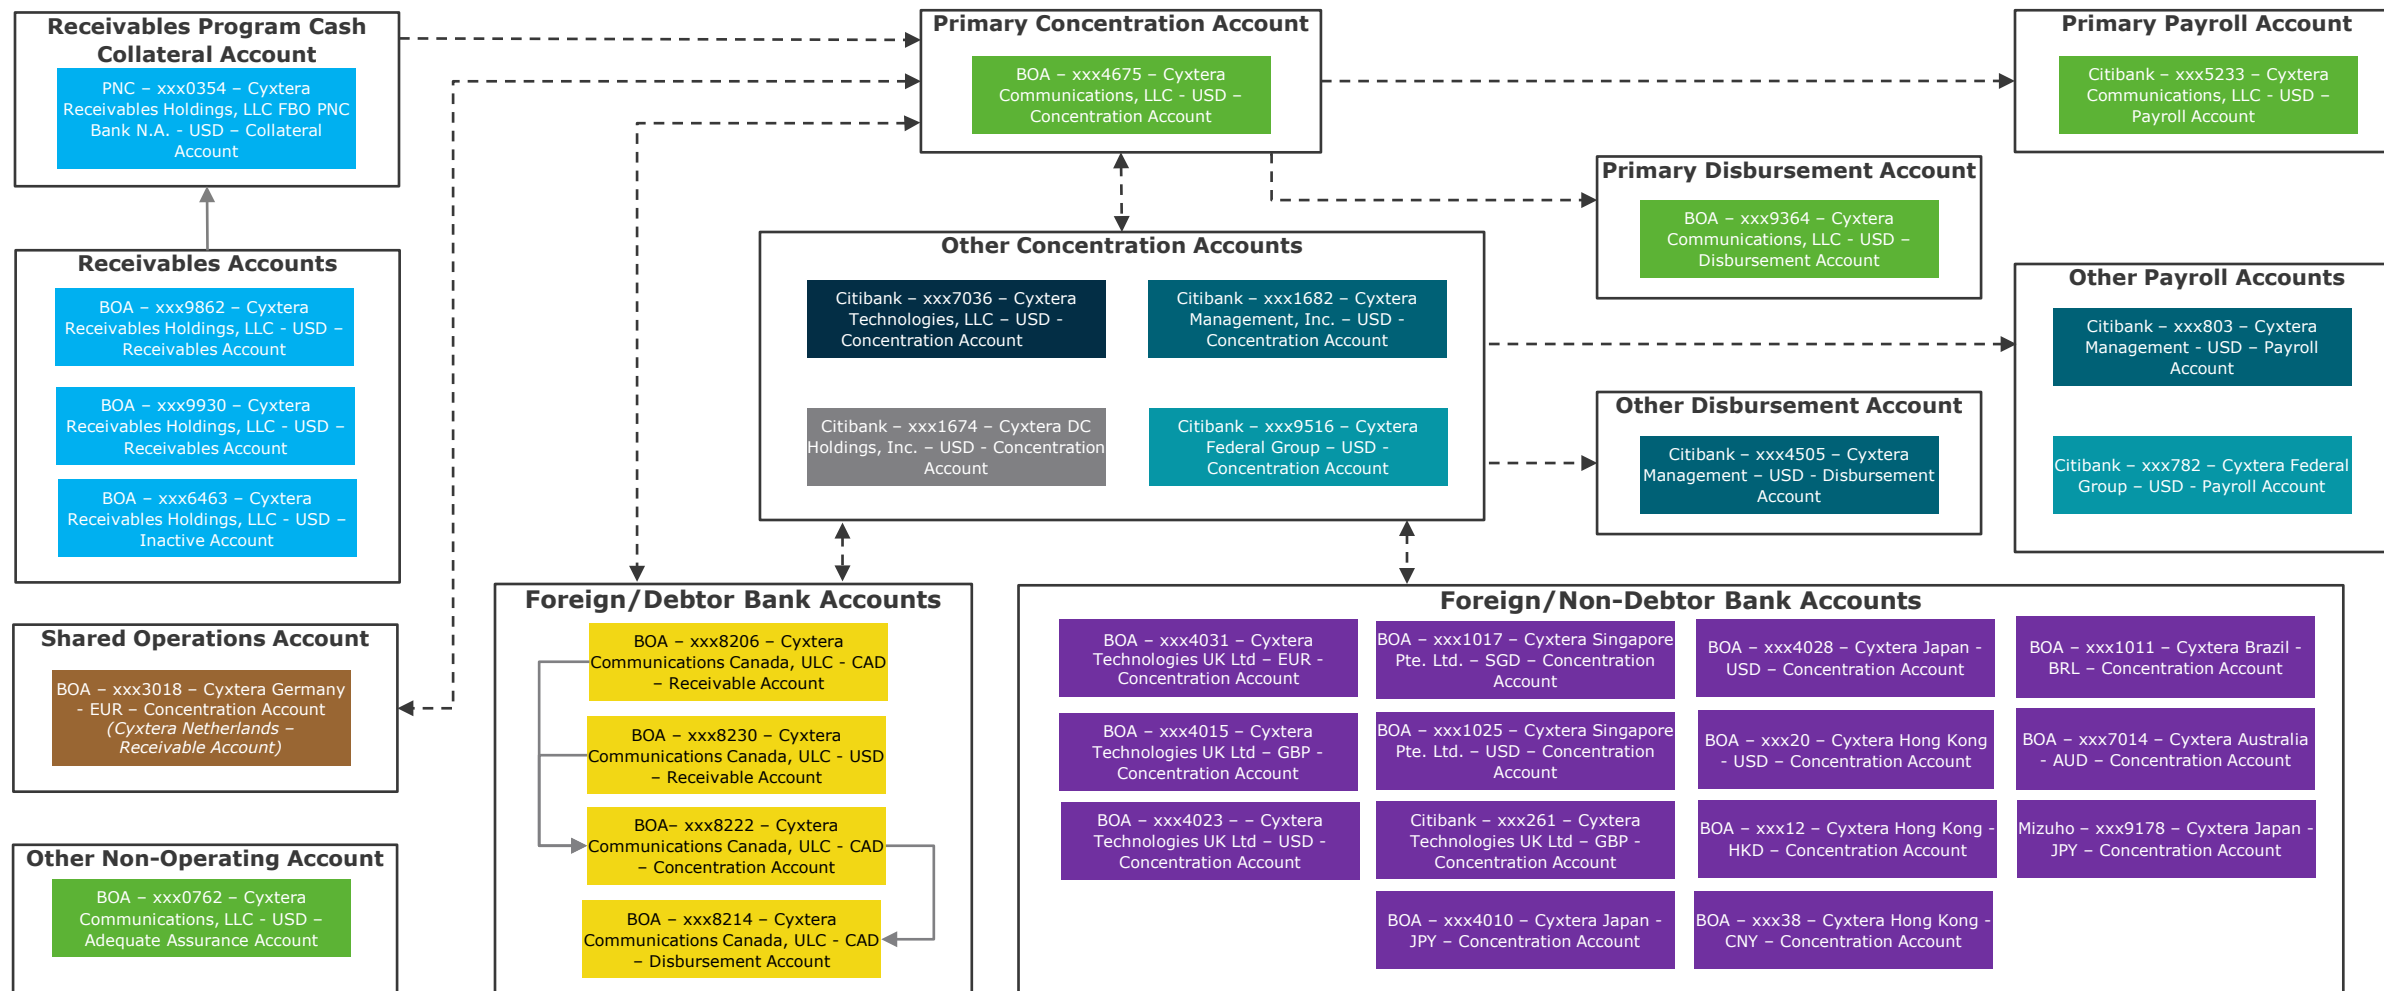 Receivables Program Cash
Collateral Account
PNC – xxx0354 – Cyxtera
Receivables Holdings, LLC FBO PNC
Bank N.A. - USD – Collateral
Account
Primary Concentration Account
BOA – xxx4675 – Cyxtera
Communications, LLC - USD –
Concentration Account
Primary Payroll Account
Citibank – xxx5233 – Cyxtera
Communications, LLC - USD –
Payroll Account
Primary Disbursement Account
BOA – xxx9364 – Cyxtera
Communications, LLC - USD –
Disbursement Account
Receivables Accounts
BOA – xxx9862 – Cyxtera
Receivables Holdings, LLC - USD –
Receivables Account
BOA – xxx9930 – Cyxtera
Receivables Holdings, LLC - USD –
Receivables Account
BOA – xxx6463 – Cyxtera
Receivables Holdings, LLC - USD –
Inactive Account
Other Concentration Accounts
Citibank – xxx7036 – Cyxtera
Technologies, LLC – USD -
Concentration Account
Citibank – xxx1682 – Cyxtera
Management, Inc. – USD -
Concentration Account
Citibank – xxx1674 – Cyxtera DC
Holdings, Inc. – USD - Concentration
Account
Citibank – xxx9516 – Cyxtera
Federal Group – USD -
Concentration Account
Other Payroll Accounts
Citibank – xxx803 – Cyxtera
Management - USD – Payroll
Account
Citibank – xxx782 – Cyxtera Federal
Group – USD - Payroll Account
Other Disbursement Account
Citibank – xxx4505 – Cyxtera
Management – USD - Disbursement
Account
Shared Operations Account
BOA – xxx3018 – Cyxtera Germany
- EUR – Concentration Account
(Cyxtera Netherlands –
Receivable Account)
Other Non-Operating Account
BOA – xxx0762 – Cyxtera
Communications, LLC - USD –
Adequate Assurance Account
Foreign/Debtor Bank Accounts
BOA – xxx8206 – Cyxtera
Communications Canada, ULC - CAD
– Receivable Account
BOA – xxx8230 – Cyxtera
Communications Canada, ULC - USD
– Receivable Account
BOA– xxx8222 – Cyxtera
Communications Canada, ULC - CAD
– Concentration Account
BOA – xxx8214 – Cyxtera
Communications Canada, ULC - CAD
– Disbursement Account
Foreign/Non-Debtor Bank Accounts
BOA – xxx4031 – Cyxtera
Technologies UK Ltd – EUR -
Concentration Account
BOA – xxx1017 – Cyxtera Singapore
Pte. Ltd. – SGD – Concentration
Account
BOA – xxx4028 – Cyxtera Japan -
USD – Concentration Account
BOA – xxx1011 – Cyxtera Brazil -
BRL – Concentration Account
BOA – xxx4015 – Cyxtera
Technologies UK Ltd – GBP -
Concentration Account
BOA – xxx1025 – Cyxtera Singapore
Pte. Ltd. – USD – Concentration
Account
BOA – xxx20 – Cyxtera Hong Kong
- USD – Concentration Account
BOA – xxx7014 – Cyxtera Australia
- AUD – Concentration Account
BOA – xxx4023 – – Cyxtera
Technologies UK Ltd – USD -
Concentration Account
Citibank – xxx261 – Cyxtera
Technologies UK Ltd – GBP -
Concentration Account
BOA – xxx12 – Cyxtera Hong Kong -
HKD – Concentration Account
Mizuho – xxx9178 – Cyxtera Japan -
JPY – Concentration Account
BOA – xxx4010 – Cyxtera Japan -
JPY – Concentration Account
BOA – xxx38 – Cyxtera Hong Kong -
CNY – Concentration Account